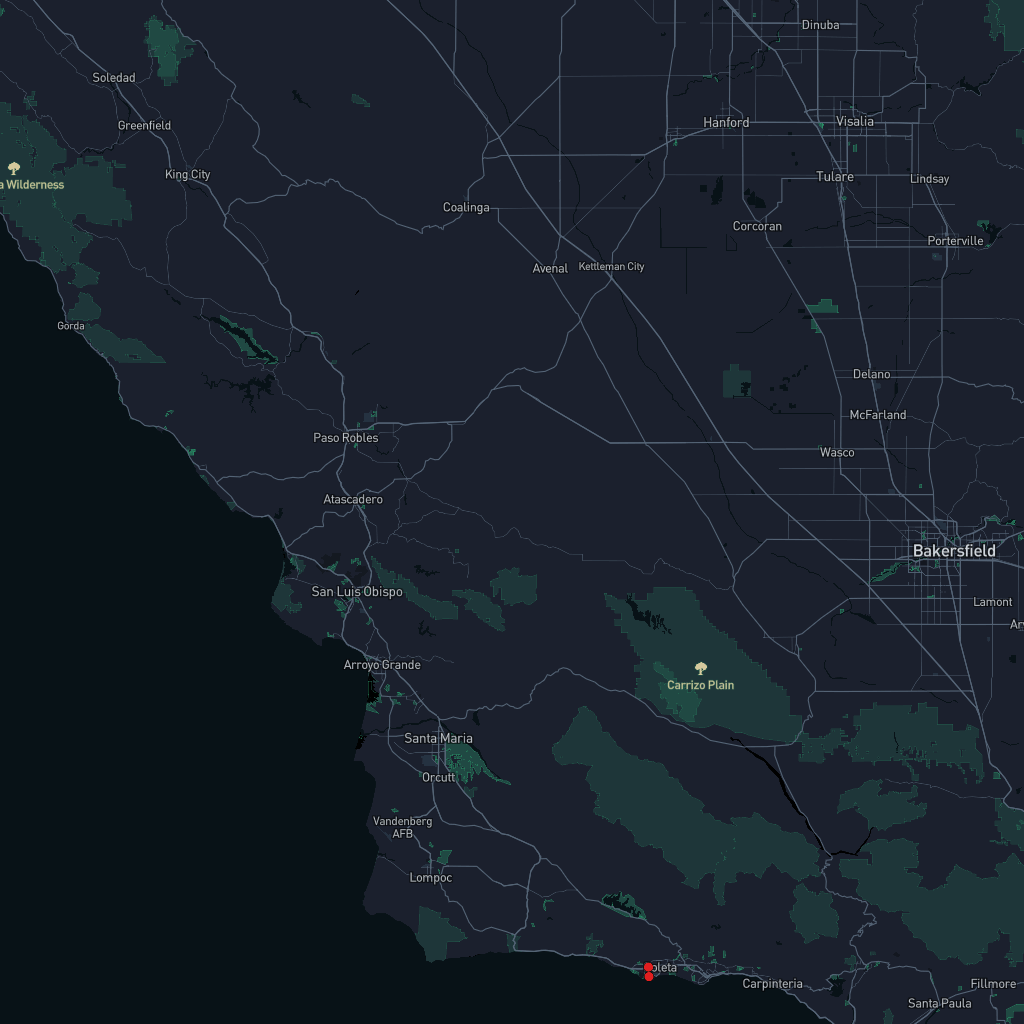 Dinuba
Soledad
Greenfield
Hanford
Visalia
King City
Tulare
a Wilderness
Lindsay
Coalinga
Corcoran
Porterville
Avenal
Kettleman City
Gorda
Delano
McFarland
Paso Robles
Wasco
Atascadero
Bakersfield
San Luis Obispo
Lamont
Ar
Arroyo Grande
Carrizo Plain
Santa Maria
Orcutt
Vandenberg
AFB
Lompoc
oleta
Carpinteria
Fillmore
Santa Paula